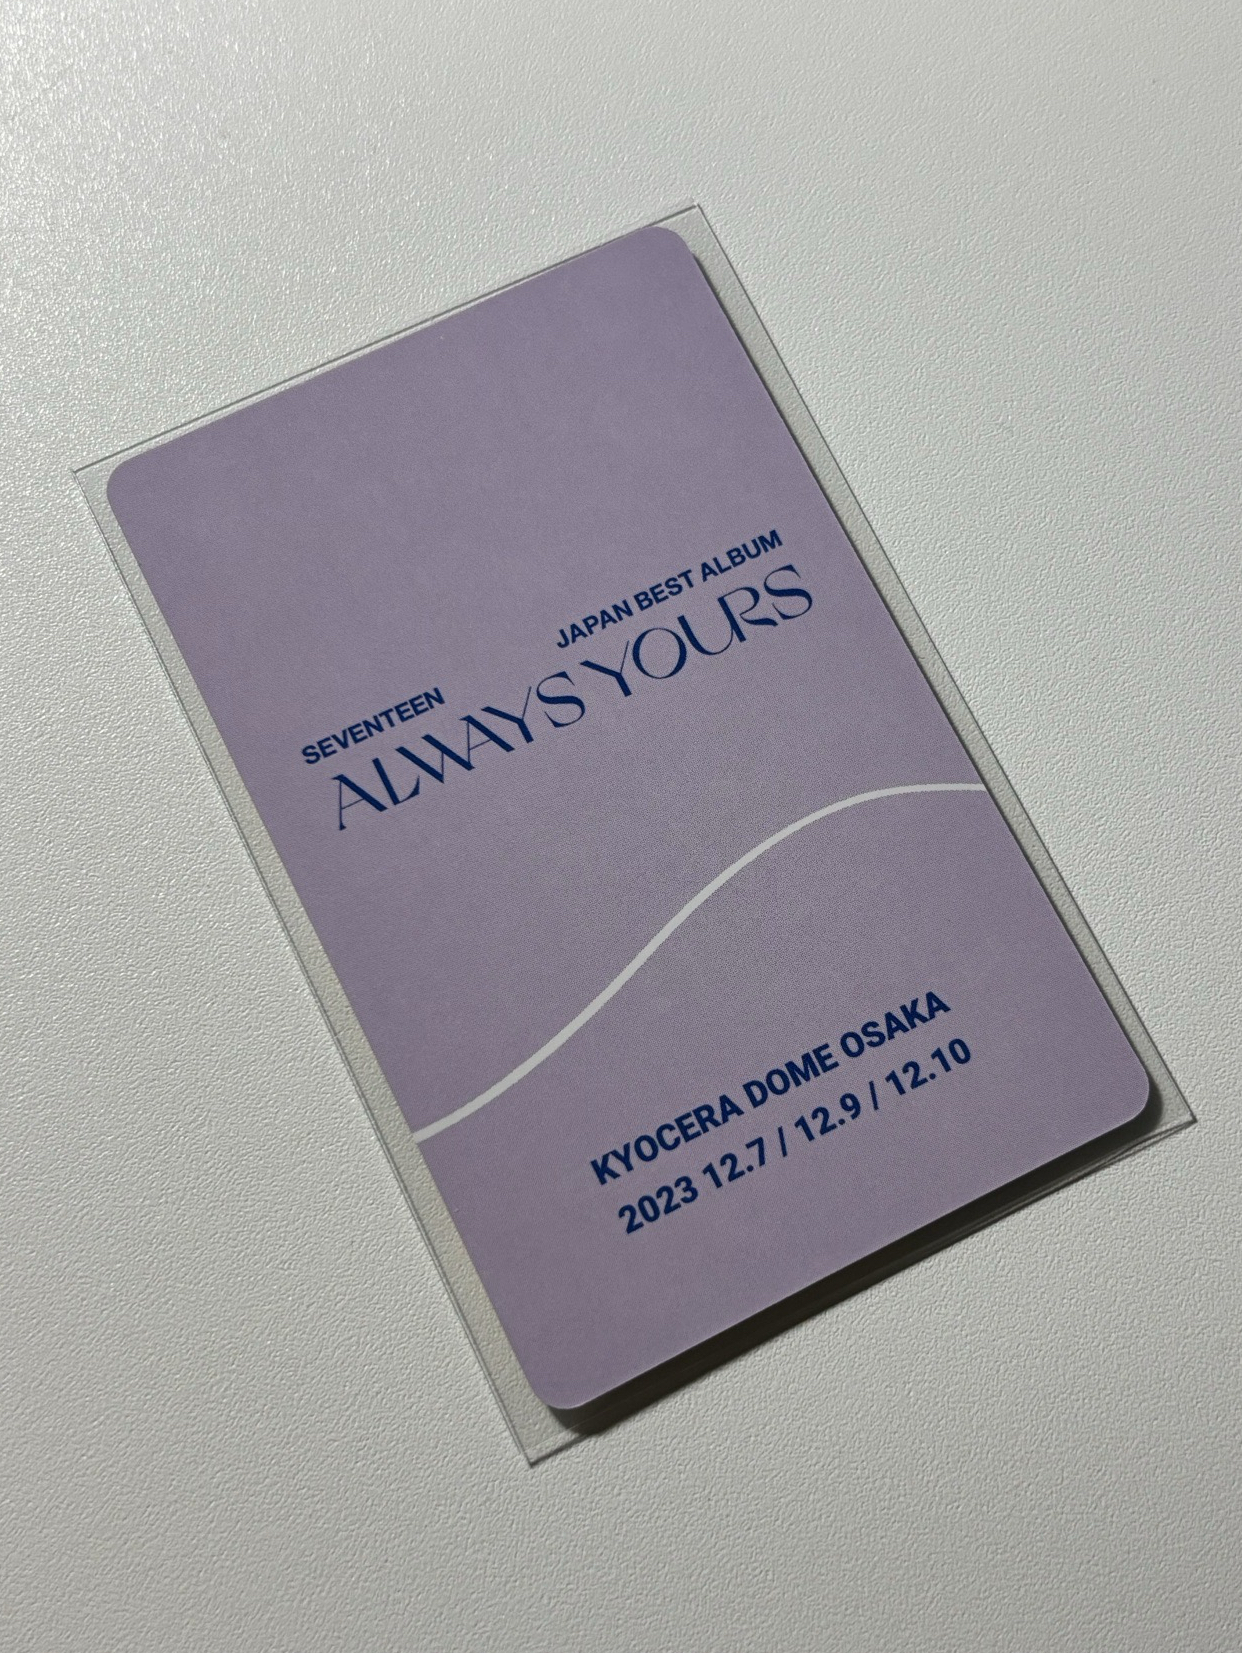 SEVENTEEN JAPAN BEST ALBUM
ALWAYS YOURS
KYOCERA DOME OSAKA
2023 12.7 / 12.9 / 12.10